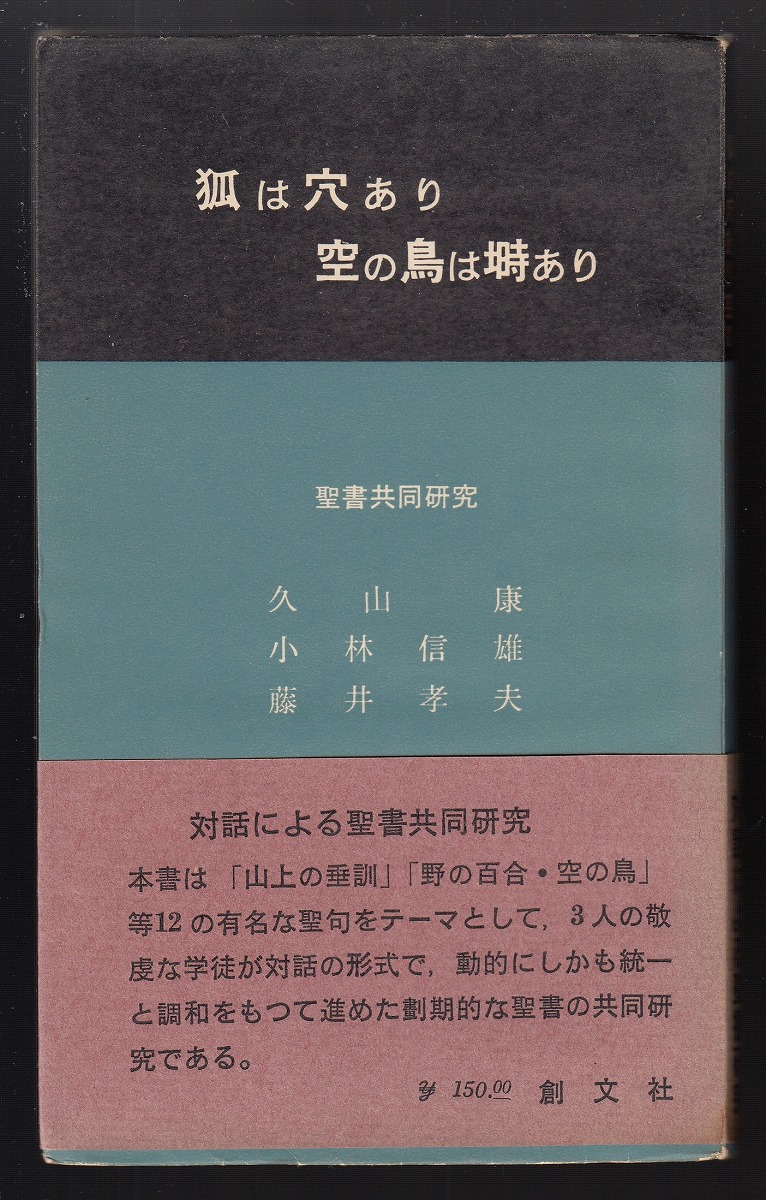 狐は穴あり
空の鳥は塒あり
聖書共同研究
久山康
小林信雄
藤井孝夫
対話による聖書共同研究
本書は「山上の垂訓」「野の百合・空の鳥」
等12の有名な聖句をテーマとして，3人の敬
虔な学徒が対話の形式で，動的にしかも統一
と調和をもつて進めた劃期的な聖書の共同研
究である。
¥ 150.00 創文社